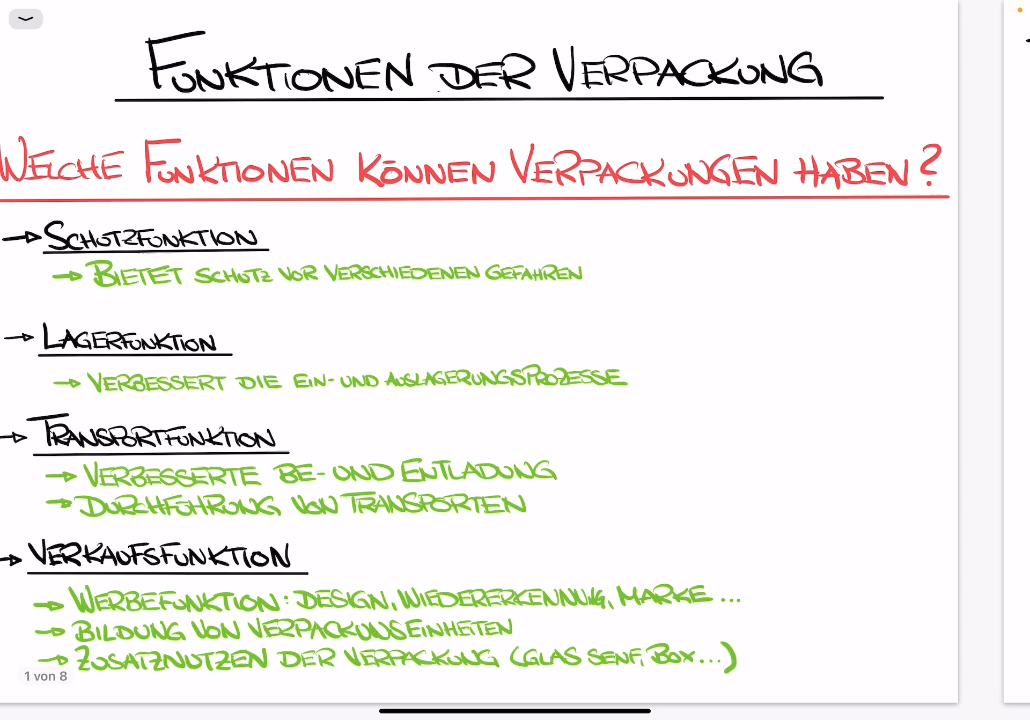 FUNKTIONEN DER VERPACKUNG
WELCHE FUNKTIONEN KÖNNEN VERPACKUNGEN HABEN?
→ SCHUTZFUNKTION
→ BIETET SCHUTZ VOR VERSCHIEDENEN GEFAHREN
→ LAGERFUNKTION
→ VERBESSERT DIE EIN- UND AUSLAGERUNGSPROZESSE
→ TRANSPORTFUNKTION
→ VERBESSERTE BE- UND ENTLADUNG
→ DURCHFÜHRUNG VON TRANSPORTEN
→ VERKAUFSFUNKTION
→ WERBEFUNKTION: DESIGN, WIEDERERKENNUNG, MARKE ...
→ BILDUNG VON VERPACKUNSEINHEITEN
→ ZUSATZNUTZEN DER VERPACKUNG (GLAS SENF, BOX...)
1 von 8